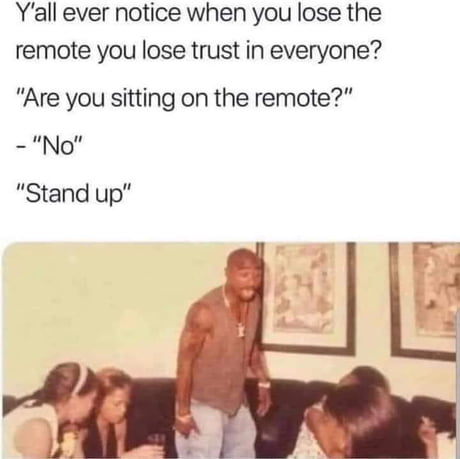 Y'all ever notice when you lose the
remote you lose trust in everyone?
"Are you sitting on the remote?"
- "No"
"Stand up"